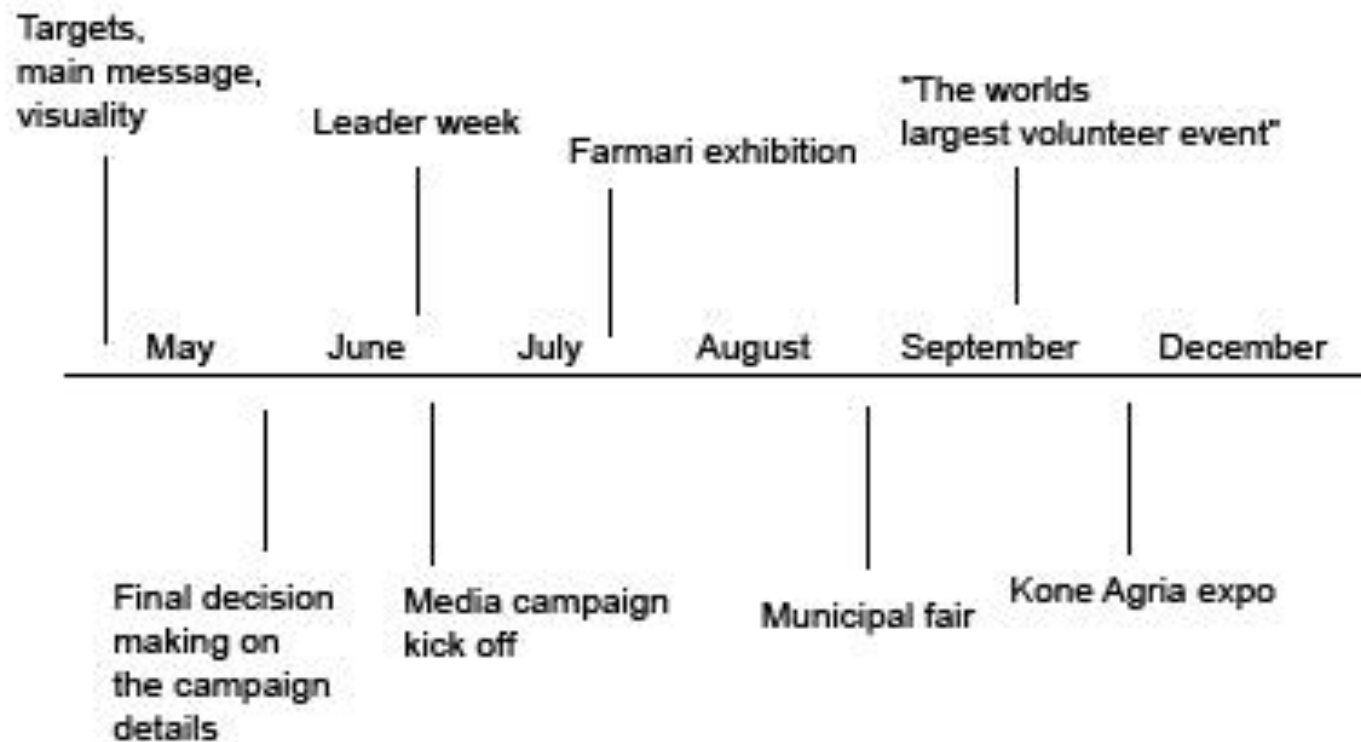 Targets,
main message,
visuality
Leader week
Farmari exhibition
"The worlds
largest volunteer event"
May June July August September December
Final decision
making on
the campaign
details
Media campaign
kick off
Municipal fair
Kone Agria expo